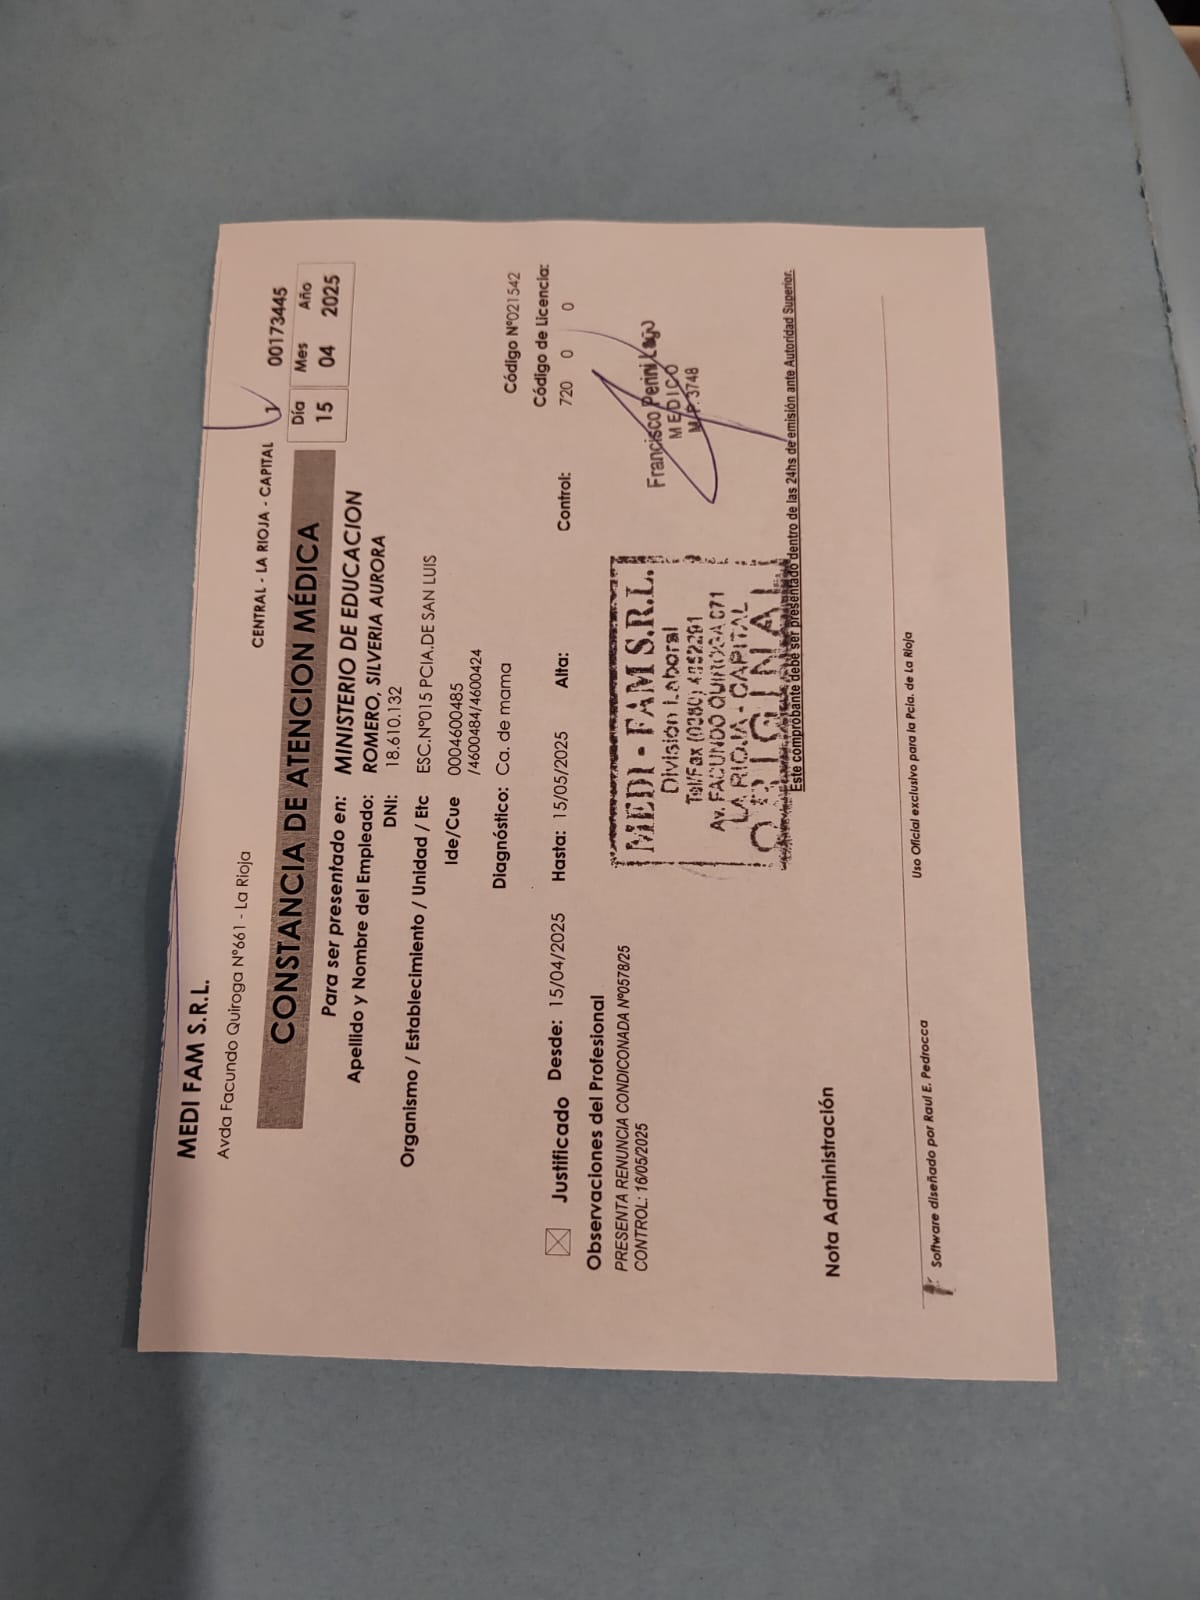 MEDI FAM S.R.L.
Avda Facundo Quiroga Nº661 - La Rioja
CENTRAL - LA RIOJA - CAPITAL
00173445
CONSTANCIA DE ATENCION MÉDICA
Día Mes Año
15 04 2025
Para ser presentado en: MINISTERIO DE EDUCACION
Apellido y Nombre del Empleado: ROMERO, SILVERIA AURORA
DNI: 18.610.132
Organismo / Establecimiento / Unidad / Etc ESC.Nº015 PCIA.DE SAN LUIS
Ide/Cue 0004600485
/4600484/4600424
Código Nº021542
Diagnóstico: Ca. de mama
Código de Licencia:
Justificado Desde: 15/04/2025 Hasta: 15/05/2025 Alta: Control: 720 0 0
Observaciones del Profesional
PRESENTA RENUNCIA CONDICONADA Nº0578/25
CONTROL: 16/05/2025
MEDI - FAM S.R.L.
División Laboral
Tel/Fax
Av. FACUNDO QUIROGA
LA RIOJA - CAPITAL
ORIGINAL
Francisco Perini Lago
MEDICO
M.P. 3748
Este comprobante debe ser presentado dentro de las 24hs de emisión ante Autoridad Superior.
Nota Administración
Software diseñado por Raul E. Pedrocca
Uso Oficial exclusivo para la Pcia. de La Rioja